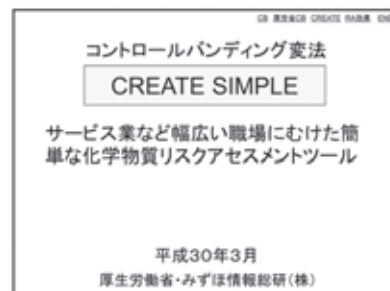 コントロールバンディング変法
CREATE SIMPLE
サービス業など幅広い職場にむけた簡
単な化学物質リスクアセスメントツール
平成30年3月
厚生労働省・みずほ情報総研(株)